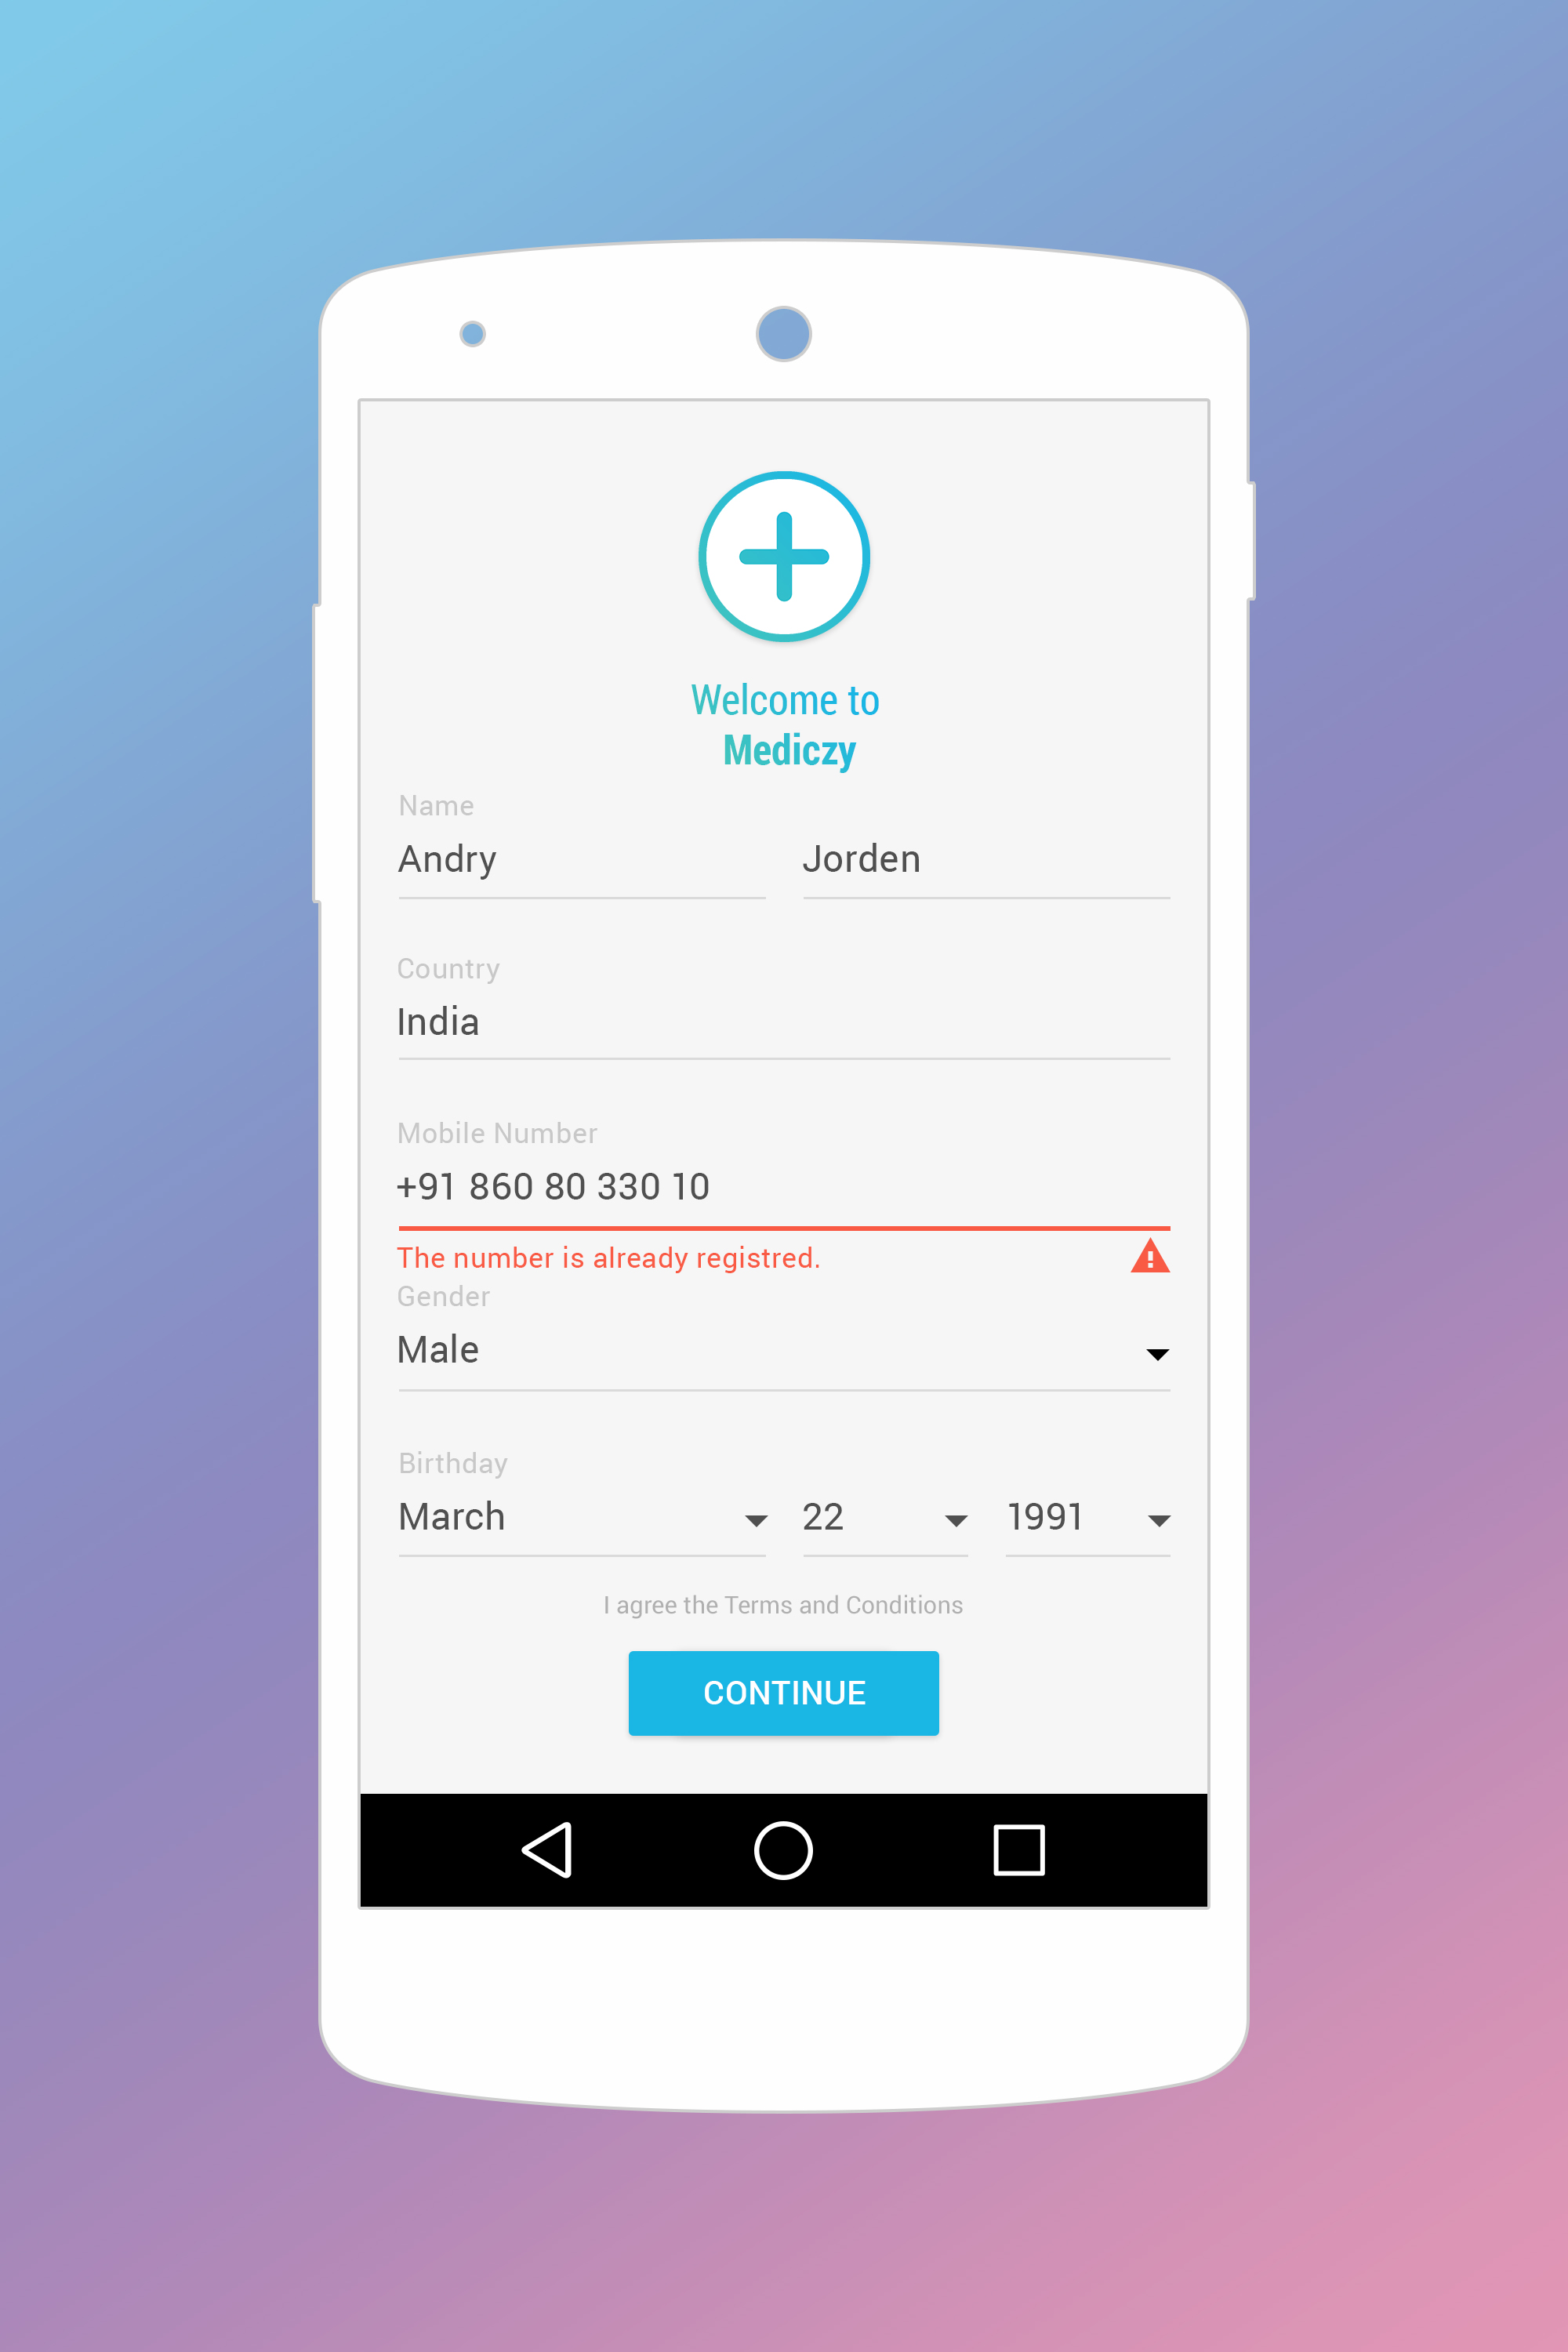 Welcome to
Mediczy
Name
Andry Jorden
Country
India
Mobile Number
+91 860 80 330 10
The number is already registred.
Gender
Male
Birthday
March 22 1991
I agree the Terms and Conditions
CONTINUE